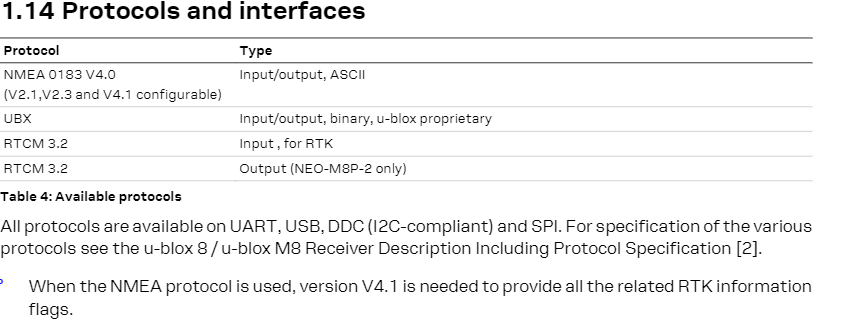 1.14 Protocols and interfaces
Protocol Type
NMEA 0183 V4.0 Input/output, ASCII
(V2.1,V2.3 and V4.1 configurable)
UBX Input/output, binary, u-blox proprietary
RTCM 3.2 Input , for RTK
RTCM 3.2 Output (NEO-M8P-2 only)
Table 4: Available protocols
All protocols are available on UART, USB, DDC (I2C-compliant) and SPI. For specification of the various
protocols see the u-blox 8 / u-blox M8 Receiver Description Including Protocol Specification [2].
When the NMEA protocol is used, version V4.1 is needed to provide all the related RTK information
flags.